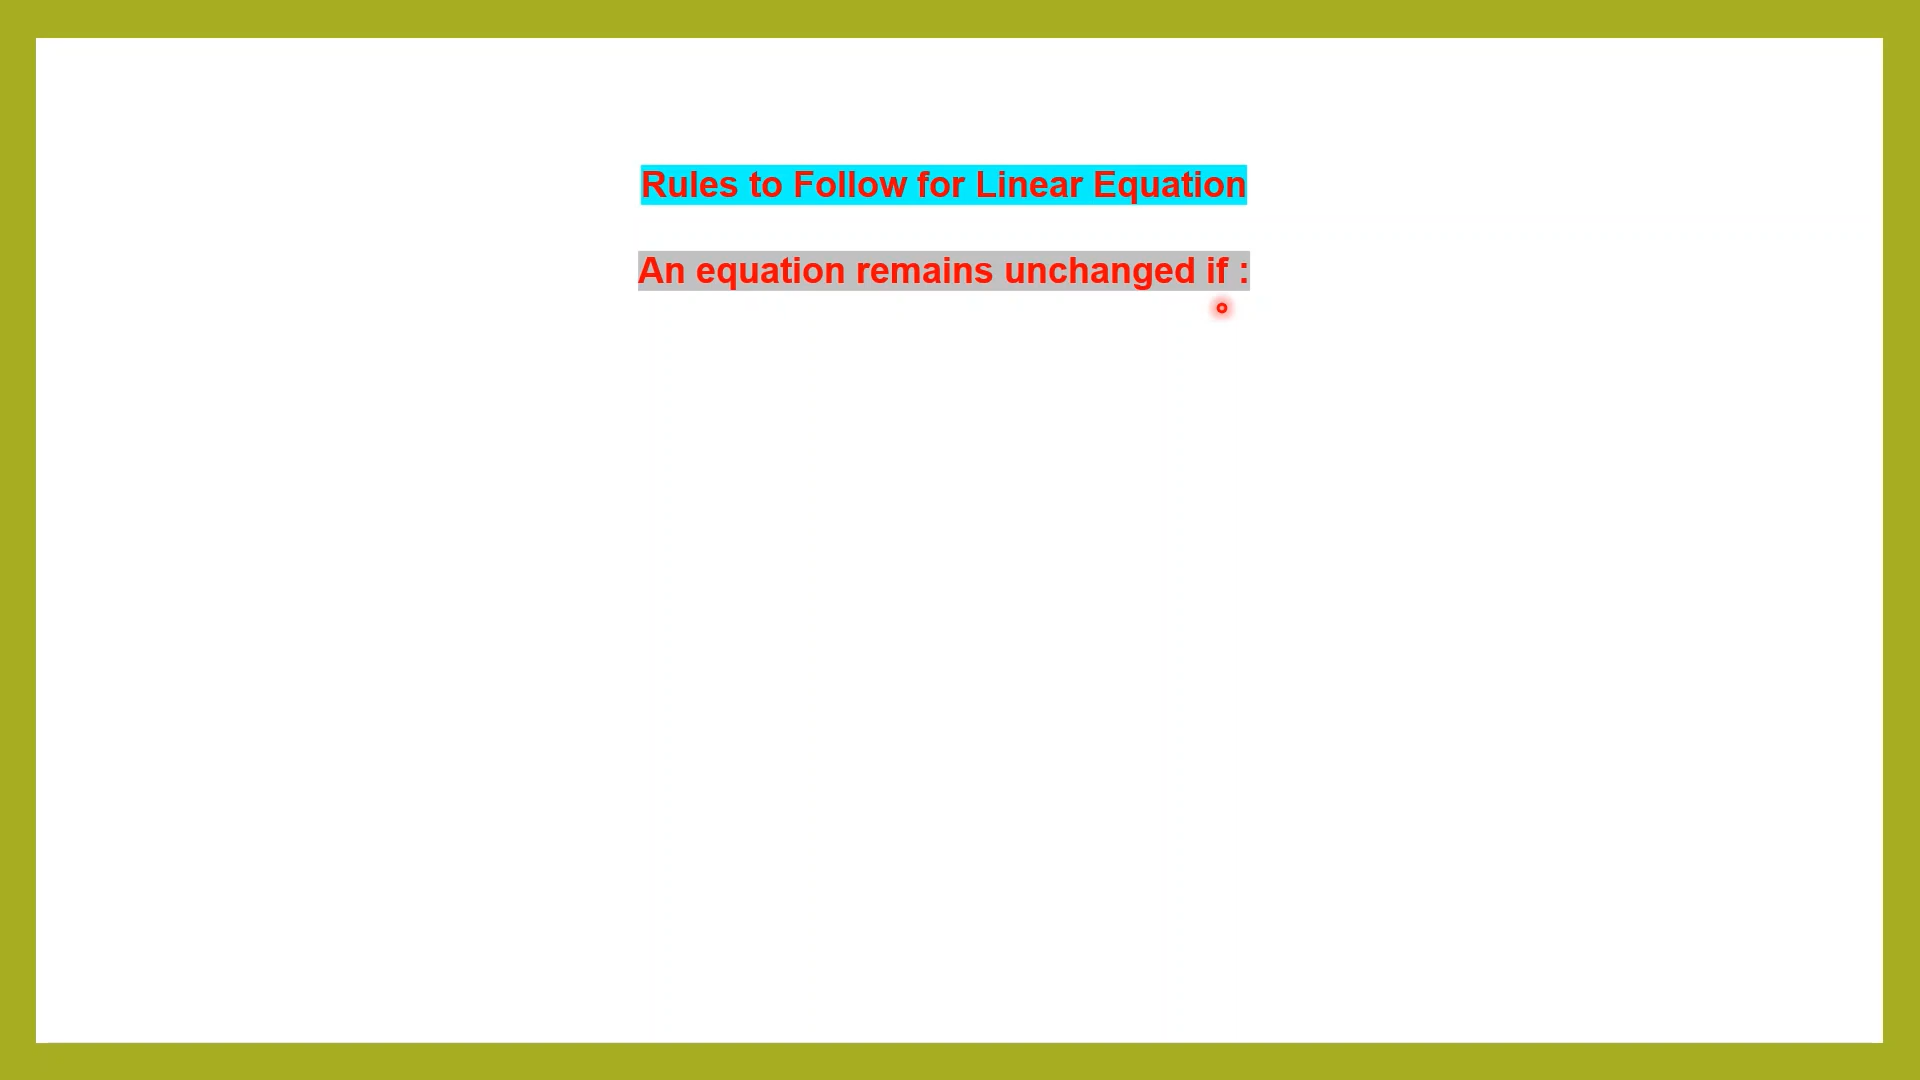 Rules to Follow for Linear Equation
An equation remains unchanged if :